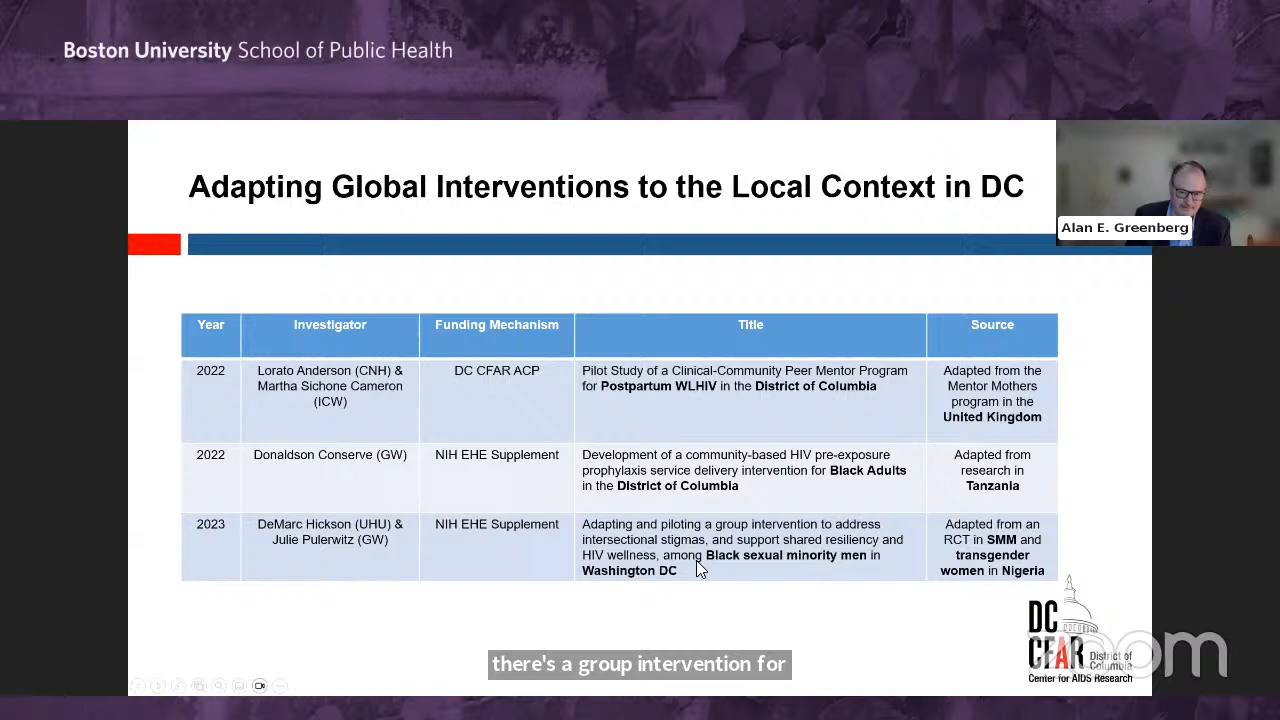 Boston University School of Public Health
Adapting Global Interventions to the Local Context in DC
Alan E. Greenberg
Year Investigator Funding Mechanism Title Source
2022
Lorato Anderson (CNH) &
Martha Sichone Cameron
(ICW)
DC CFAR ACP
Pilot Study of a Clinical-Community Peer Mentor Program
for Postpartum WLHIV in the District of Columbia
Adapted from the
Mentor Mothers
program in the
United Kingdom
2022
Donaldson Conserve (GW)
NIH EHE Supplement
Development of a community-based HIV pre-exposure
prophylaxis service delivery intervention for Black Adults
in the District of Columbia
Adapted from
research in
Tanzania
2023
DeMarc Hickson (UHU) &
Julie Pulerwitz (GW)
NIH EHE Supplement
Adapting and piloting a group intervention to address
intersectional stigmas, and support shared resiliency and
HIV wellness, among Black sexual minority men in
Washington DC
Adapted from an
RCT in SMM and
transgender
women in Nigeria
DC
CFAR
District of
Columbia
Center for AIDS Research
zoom
there's a group intervention for